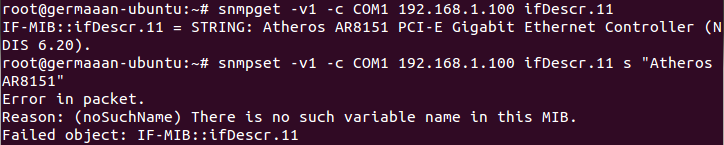 root@germaaan-ubuntu:~# snmpget -v1 -c COM1 192.168.1.100 ifDescr.11
IF-MIB::ifDescr.11 = STRING: Atheros AR8151 PCI-E Gigabit Ethernet Controller (N
DIS 6.20).
root@germaaan-ubuntu:~# snmpset -v1 -c COM1 192.168.1.100 ifDescr.11 s "Atheros
AR8151"
Error in packet.
Reason: (noSuchName) There is no such variable name in this MIB.
Failed object: IF-MIB::ifDescr.11